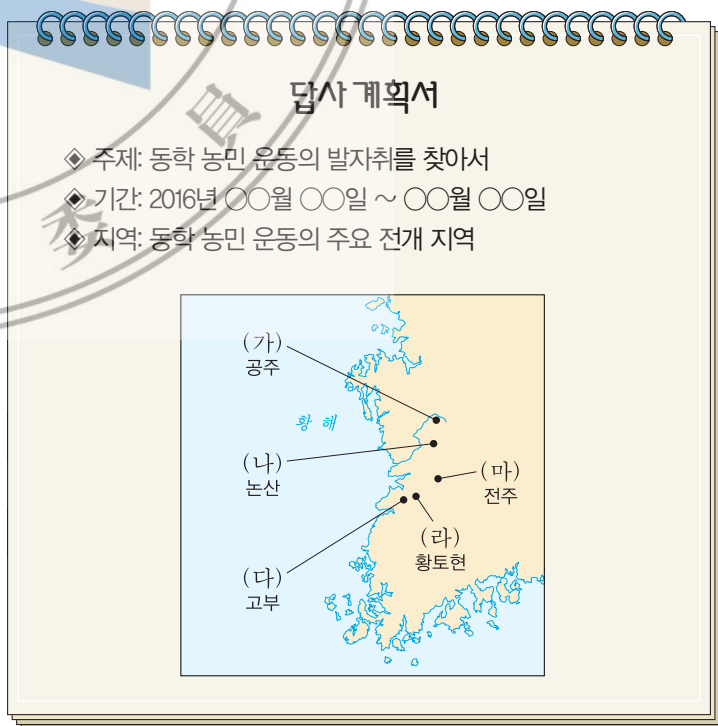 답사 계획서
◈ 주제: 동학 농민 운동의 발자취를 찾아서
◈ 기간: 2016년 ○○월 ○○일 ~ ○○월 ○○일
◈ 지역: 동학 농민 운동의 주요 전개 지역
(가)
공주
황 해
(나)
논산
(마)
전주
(라)
황토현
(다)
고부